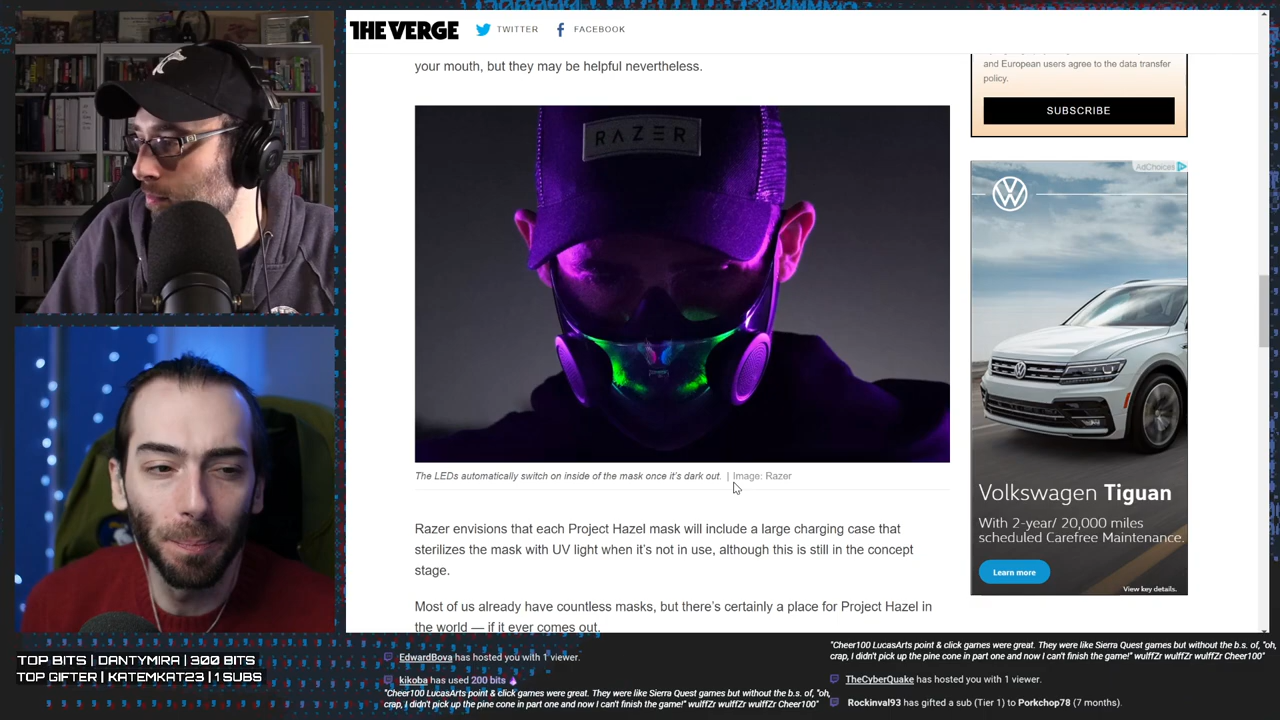 THE VERGE
TWITTER
FACEBOOK
your mouth, but they may be helpful nevertheless.
and European users agree to the data transfer
policy.
SUBSCRIBE
RAZER
AdChoices
The LEDs automatically switch on inside of the mask once it's dark out. | Image: Razer
Razer envisions that each Project Hazel mask will include a large charging case that
sterilizes the mask with UV light when it's not in use, although this is still in the concept
stage.
Most of us already have countless masks, but there's certainly a place for Project Hazel in
the world — if it ever comes out.
Volkswagen Tiguan
With 2-year/ 20,000 miles
scheduled Carefree Maintenance.
Learn more
View key details.
TOP BITS | DANTYMIRA | 300 BITS
TOP GIFTER | KATEMKAT23 | 1 SUBS
EdwardBova has hosted you with 1 viewer.
kikoba has used 200 bits
"Cheer100 LucasArts point & click games were great. They were like Sierra Quest games but without the b.s. of, "oh,
crap, I didn't pick up the pine cone in part one and now I can't finish the game!" wulffZr wulffZr wulffZr Cheer100"
"Cheer100 LucasArts point & click games were great. They were like Sierra Quest games but without the b.s. of, "oh,
crap, I didn't pick up the pine cone in part one and now I can't finish the game!" wulffZr wulffZr wulffZr Cheer100"
TheCyberQuake has hosted you with 1 viewer.
Rockinval93 has gifted a sub (Tier 1) to Porkchop78 (7 months).